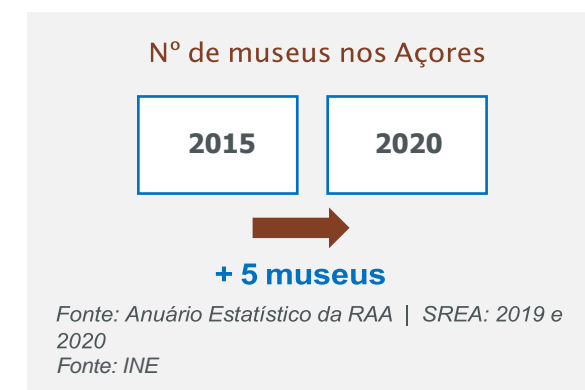 Nº de museus nos Açores
2015 2020
+ 5 museus
Fonte: Anuário Estatístico da RAA | SREA: 2019 e
2020
Fonte: INE